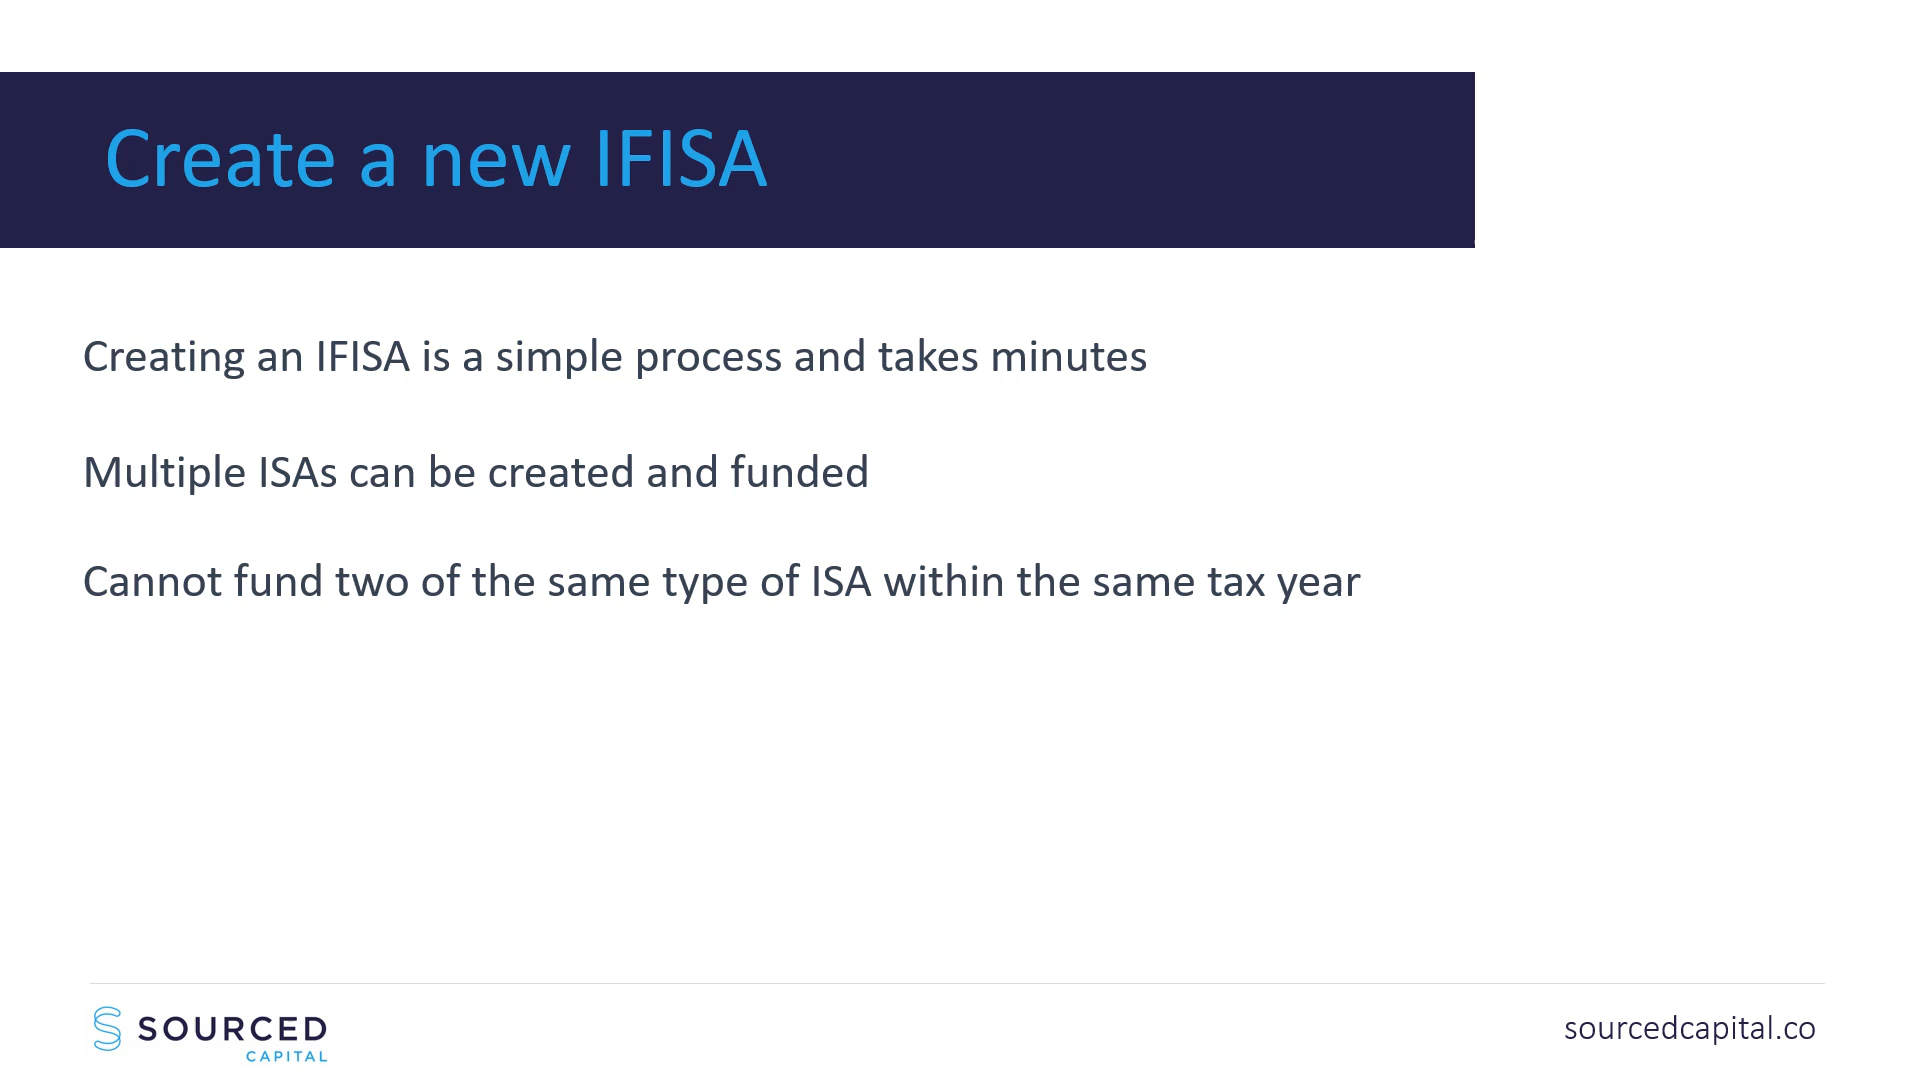 Create a new IFISA
Creating an IFISA is a simple process and takes minutes
Multiple ISAs can be created and funded
Cannot fund two of the same type of ISA within the same tax year
SOURCED
CAPITAL
sourcedcapital.co